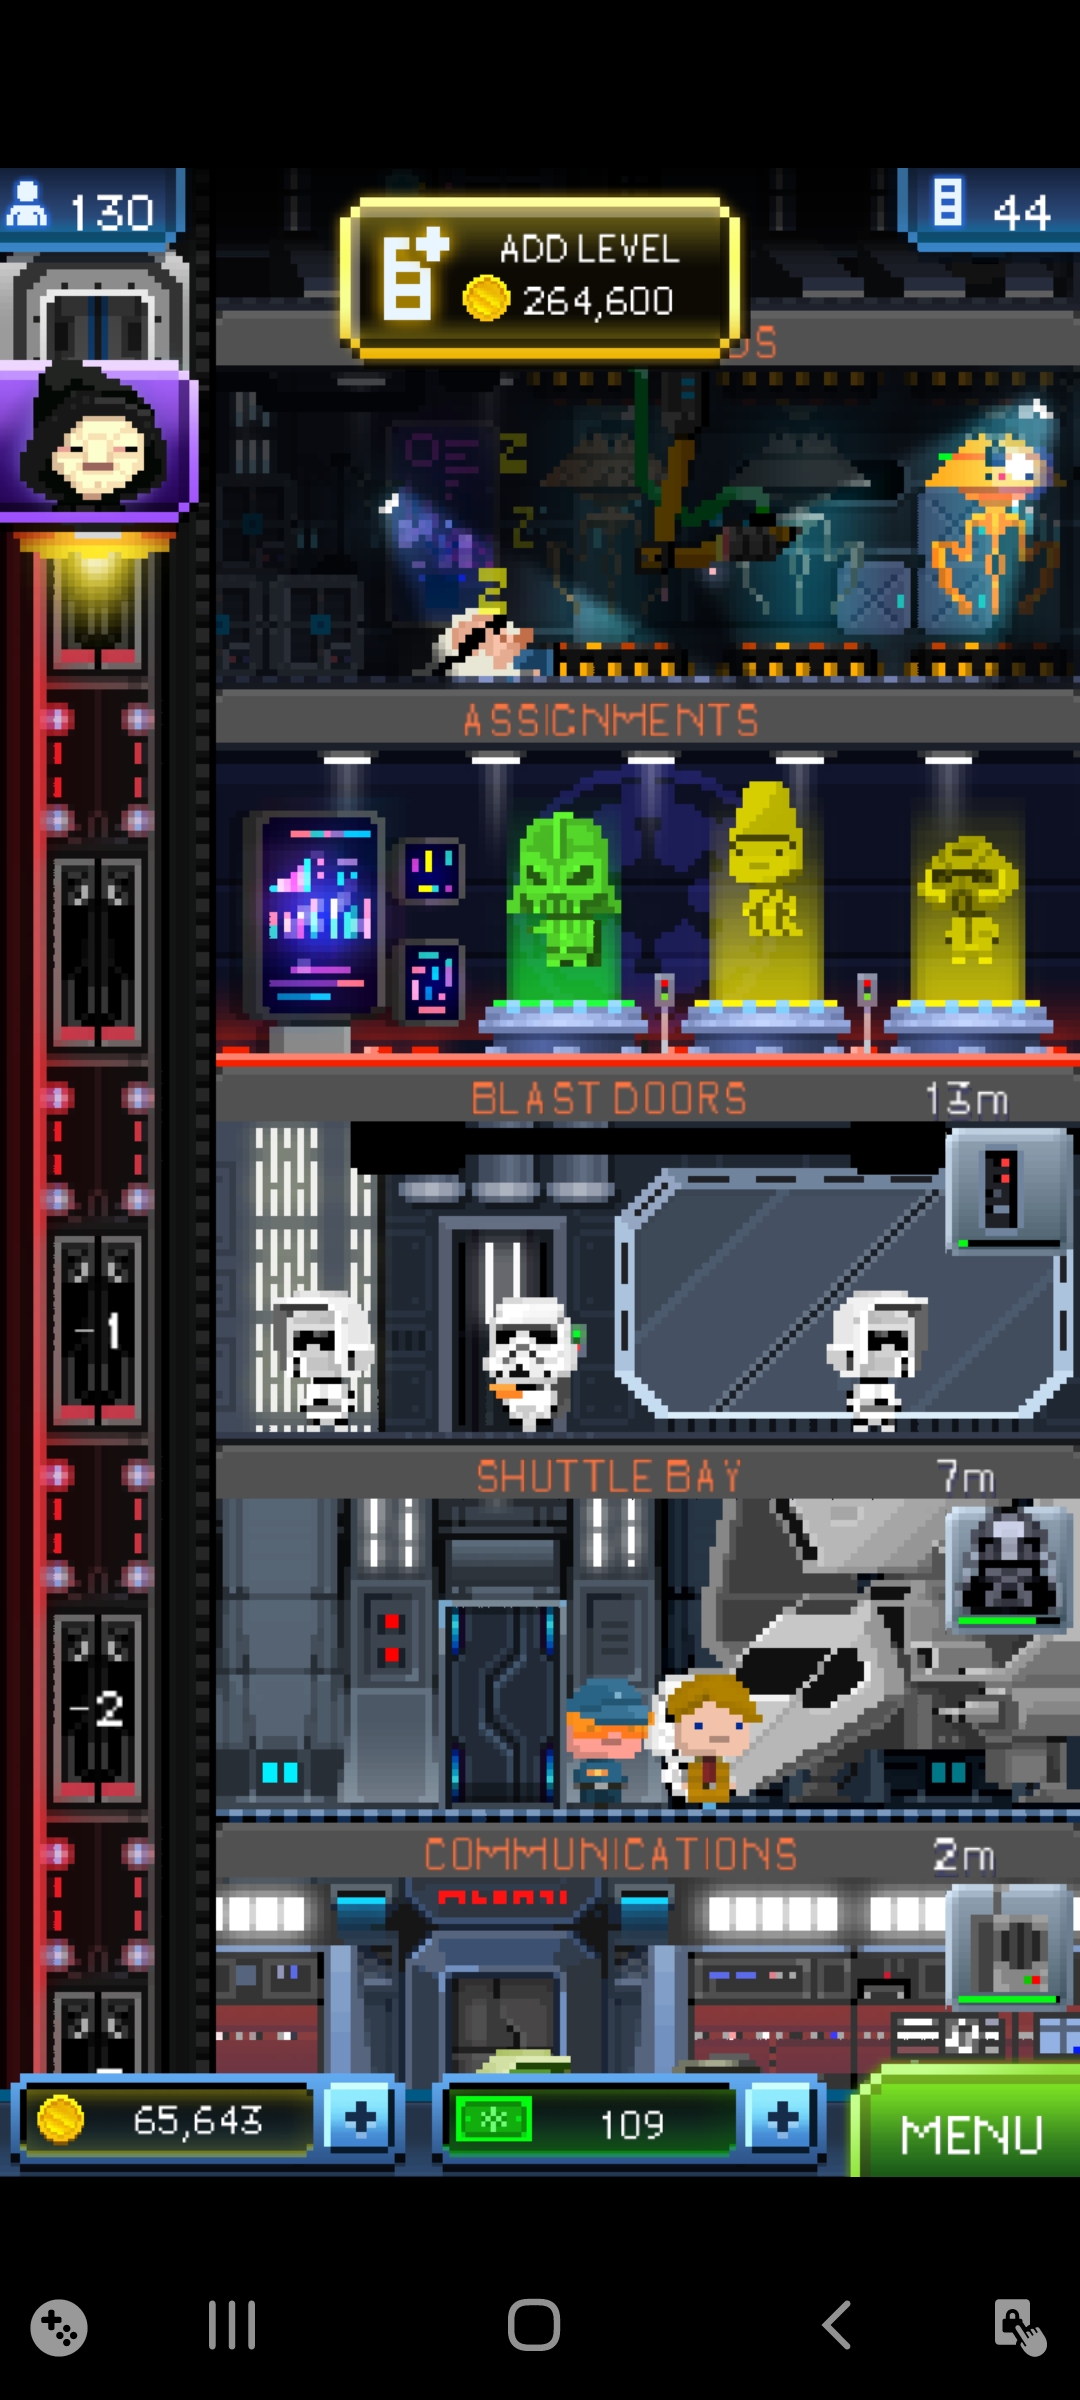 130
ADD LEVEL
264,600
44
DS
Z
Z
Z
ASSIGNMENTS
BLAST DOORS 13m
-1
SHUTTLE BAY 7m
-2
COMMUNICATIONS 2m
65,643
109
MENU